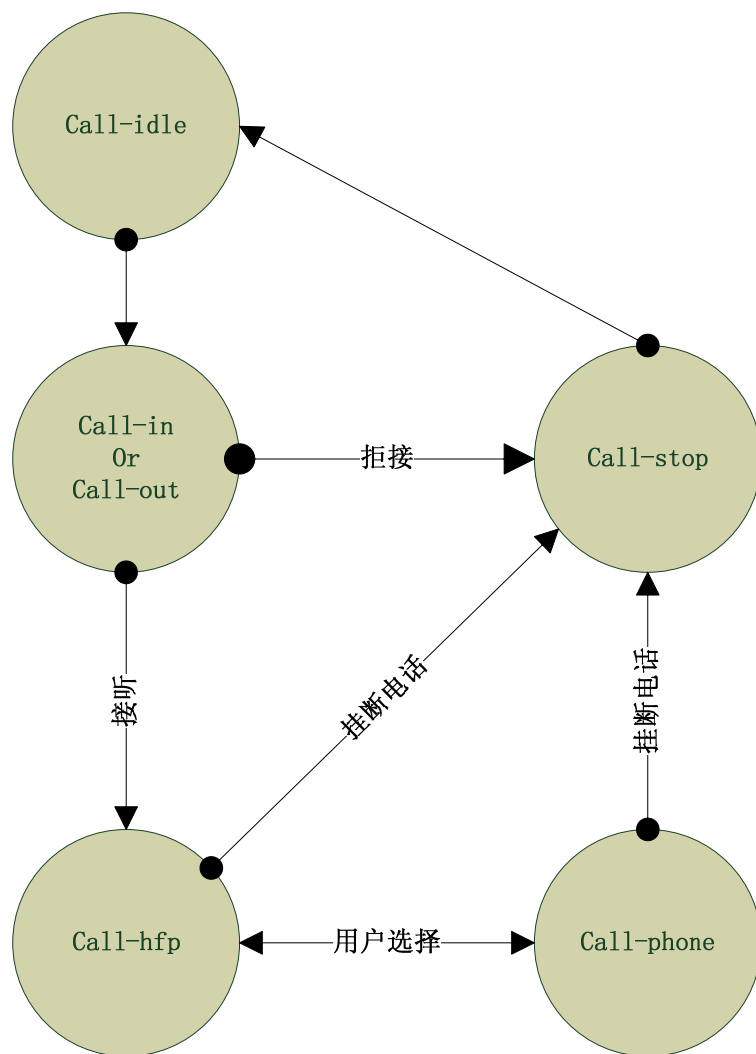 Call-idle
Call-in
Or
Call-out
拒接
Call-stop
接听
挂断电话
挂断电话
Call-hfp
用户选择
Call-phone